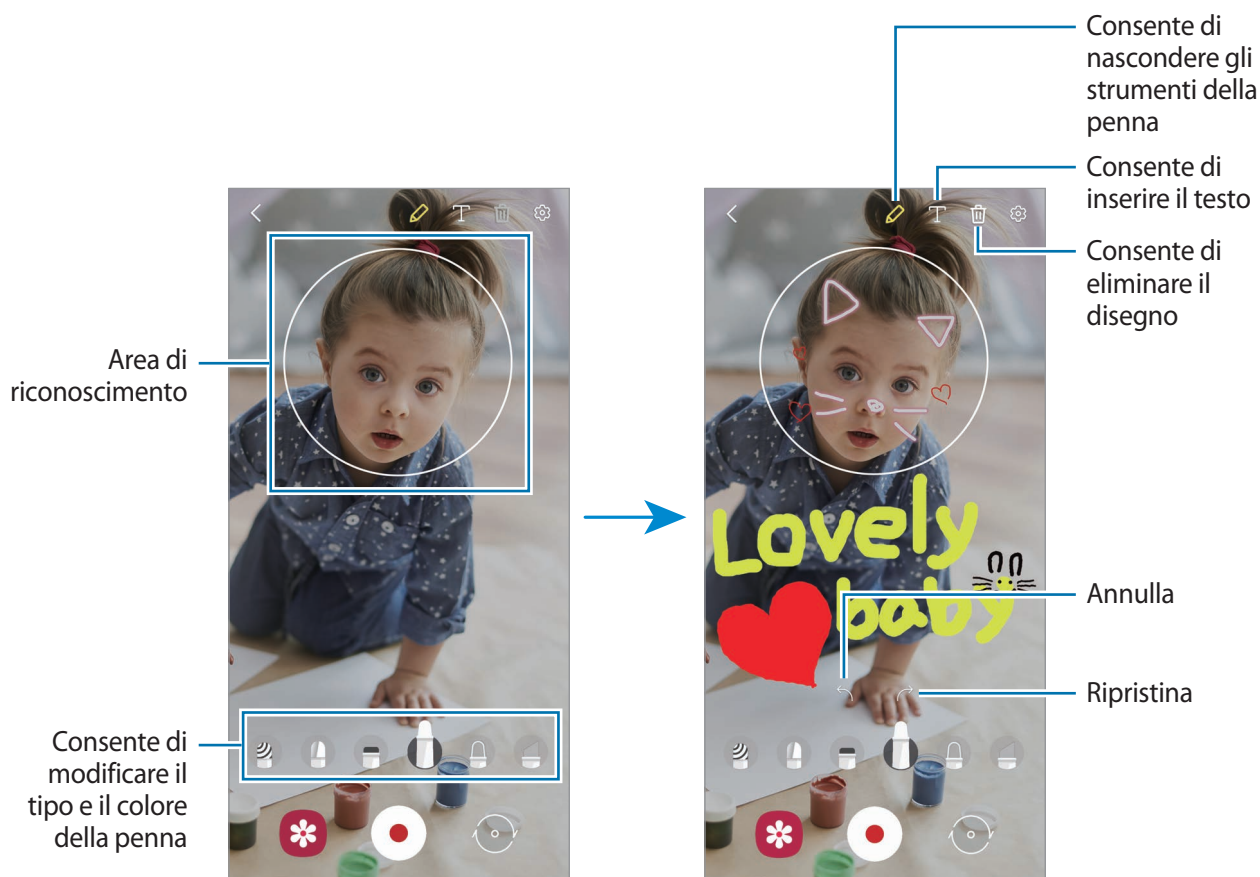 Consente di
nascondere gli
strumenti della
penna
Consente di
inserire il testo
Consente di
eliminare il
disegno
Area di
riconoscimento
T
T
Lovely
baby
Annulla
Ripristina
Consente di
modificare il
tipo e il colore
della penna